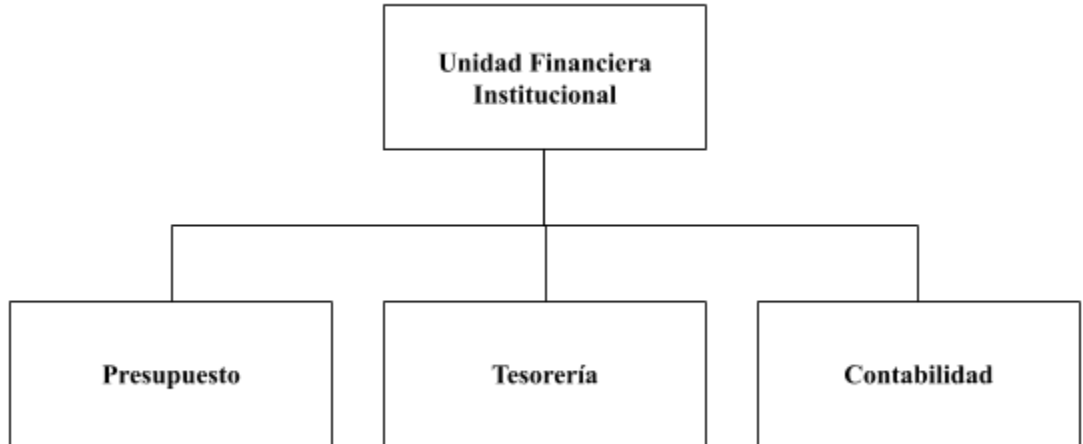 Unidad Financiera
Institucional
Presupuesto
Tesorería
Contabilidad